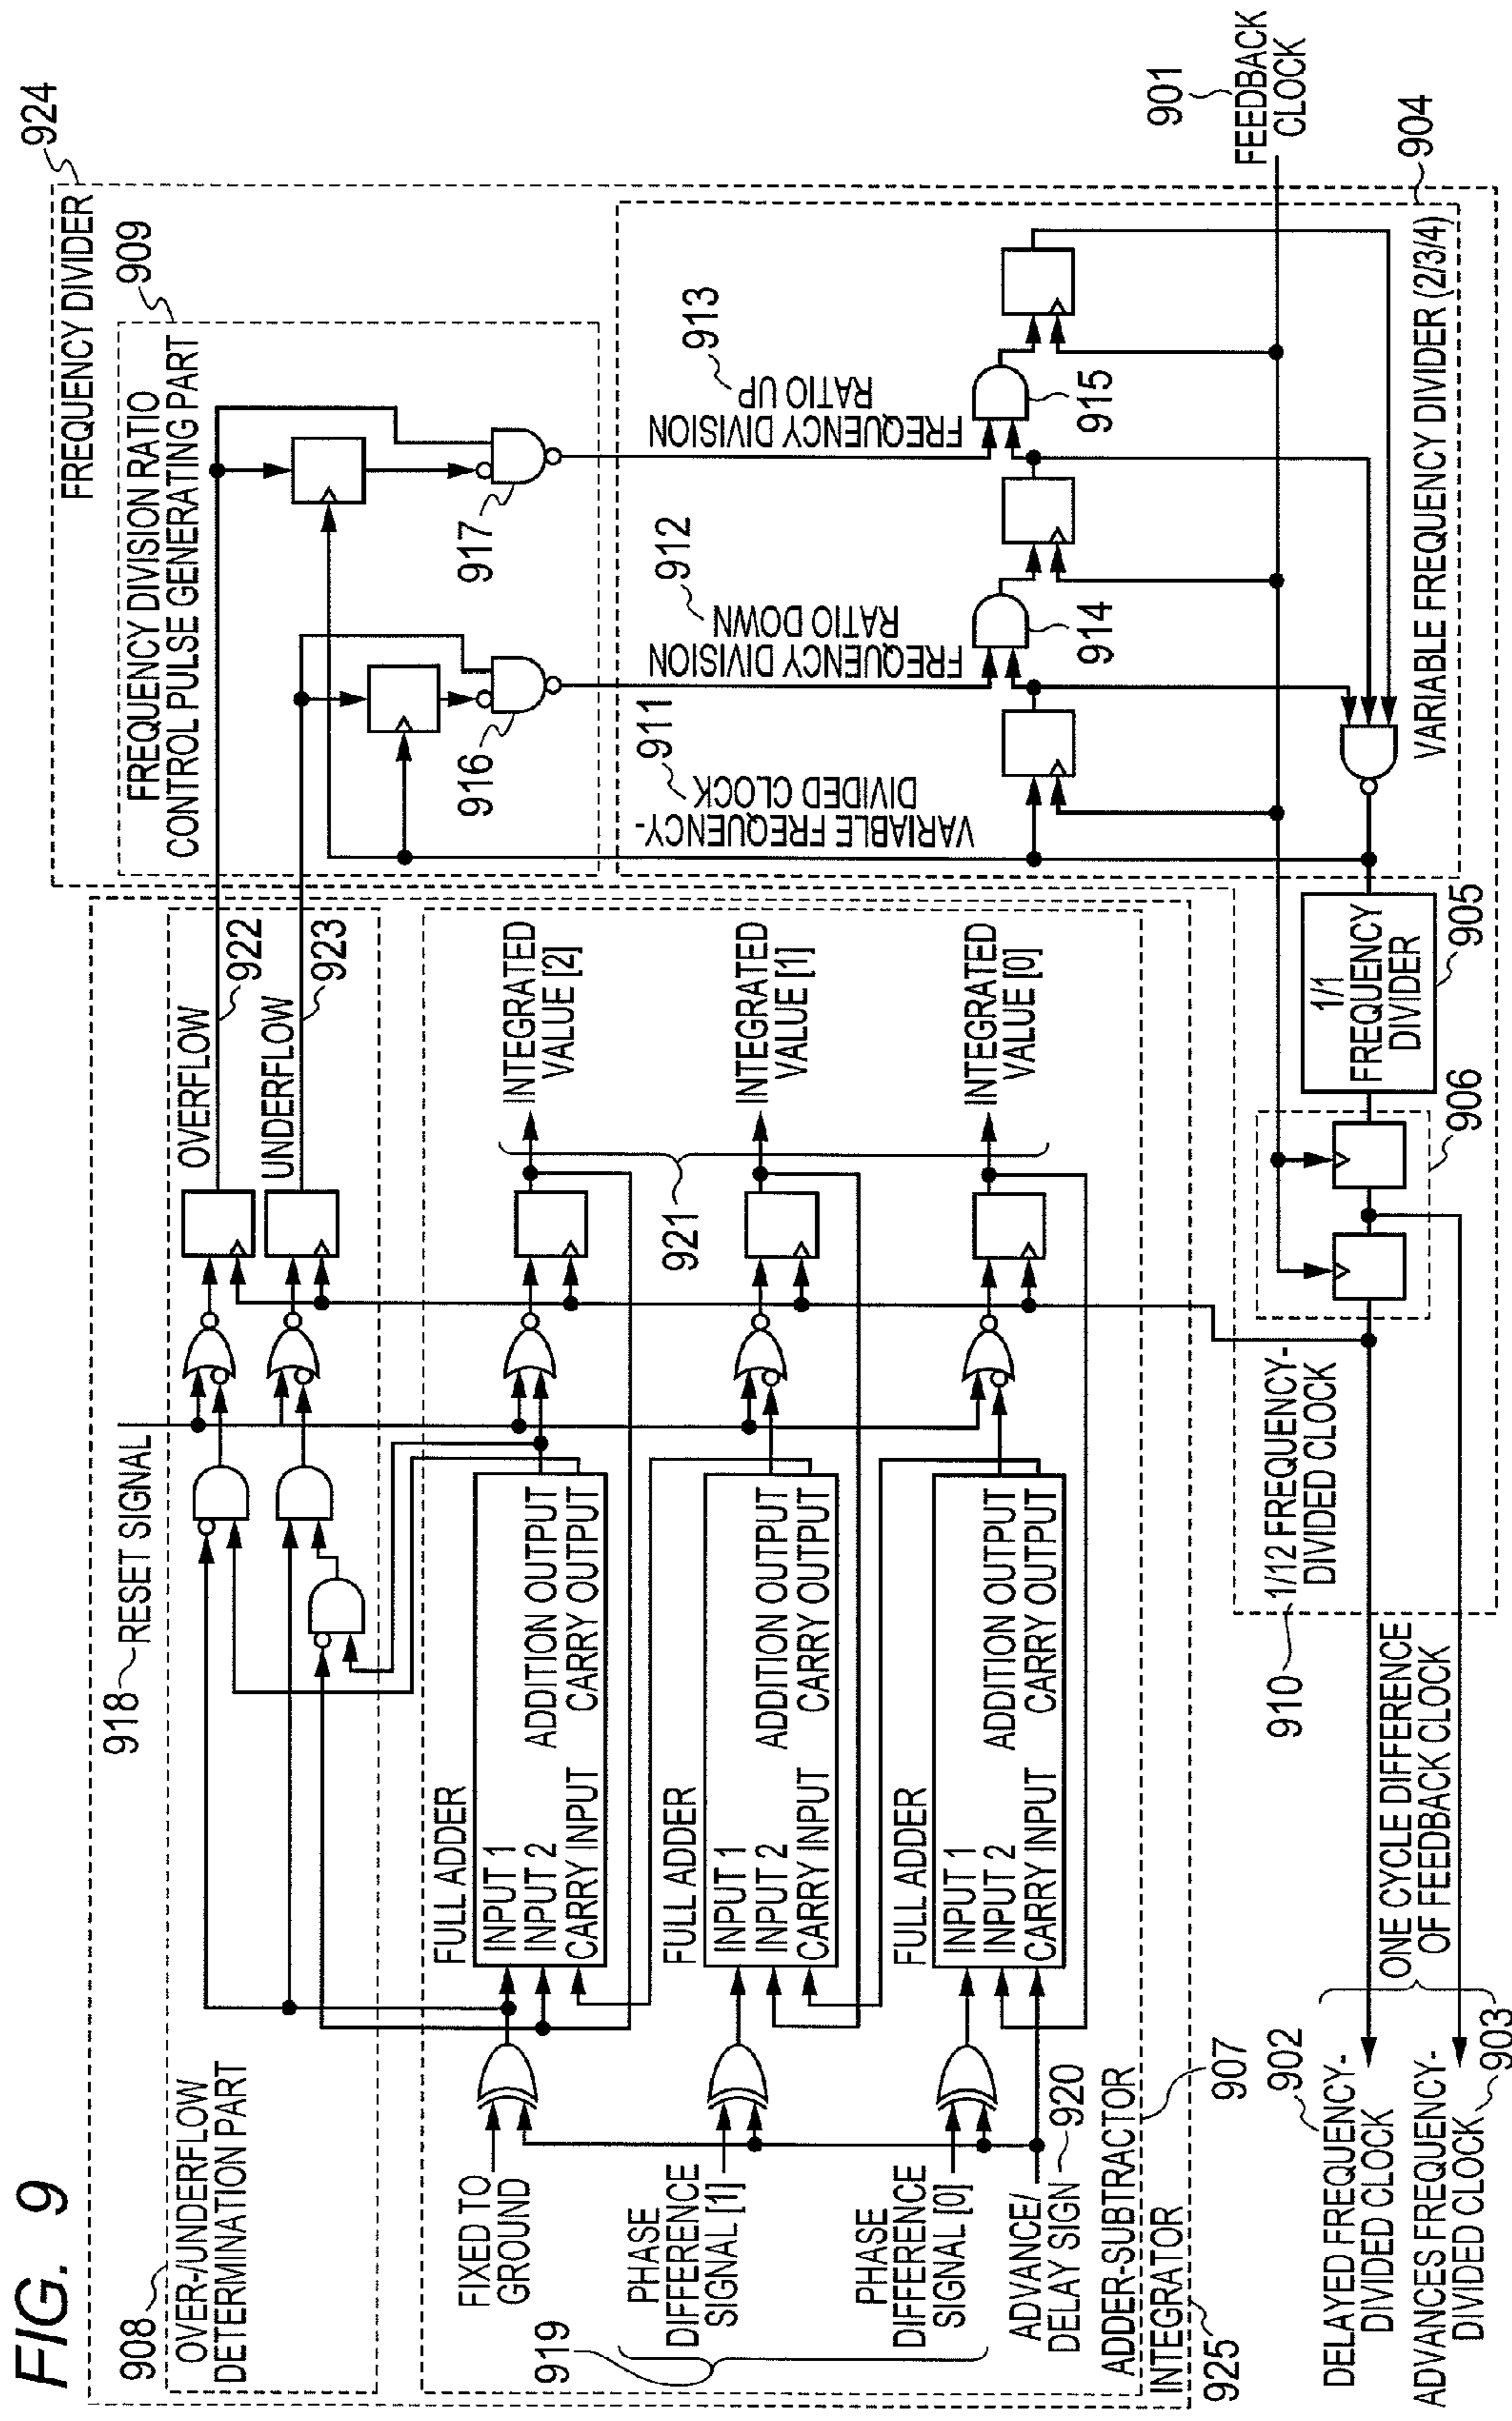 FIG. 9
908
OVER-/UNDERFLOW
DETERMINATION PART
918
RESET SIGNAL
OVERFLOW
922
UNDERFLOW
923
FREQUENCY DIVIDER
924
FREQUENCY DIVISION RATIO
CONTROL PULSE GENERATING PART
909
916
917
FIXED TO
GROUND
FULL ADDER
INPUT 1
INPUT 2
CARRY INPUT
ADDITION OUTPUT
CARRY OUTPUT
INTEGRATED
VALUE [2]
919
PHASE
DIFFERENCE
SIGNAL [1]
FULL ADDER
INPUT 1
INPUT 2
CARRY INPUT
ADDITION OUTPUT
CARRY OUTPUT
921
INTEGRATED
VALUE [1]
PHASE
DIFFERENCE
SIGNAL [0]
FULL ADDER
INPUT 1
INPUT 2
CARRY INPUT
ADDITION OUTPUT
CARRY OUTPUT
INTEGRATED
VALUE [0]
ADVANCE/
DELAY SIGN
920
ADDER-SUBTRACTOR
907
INTEGRATOR
925
VARIABLE FREQUENCY-
DIVIDED CLOCK
911
FREQUENCY DIVISION
RATIO DOWN
912
FREQUENCY DIVISION
RATIO UP
913
914
915
901
FEEDBACK
CLOCK
904
VARIABLE FREQUENCY DIVIDER (2/3/4)
1/1
FREQUENCY
DIVIDER
905
906
910
1/12 FREQUENCY-
DIVIDED CLOCK
ONE CYCLE DIFFERENCE
OF FEEDBACK CLOCK
902
DELAYED FREQUENCY-
DIVIDED CLOCK
903
ADVANCES FREQUENCY-
DIVIDED CLOCK